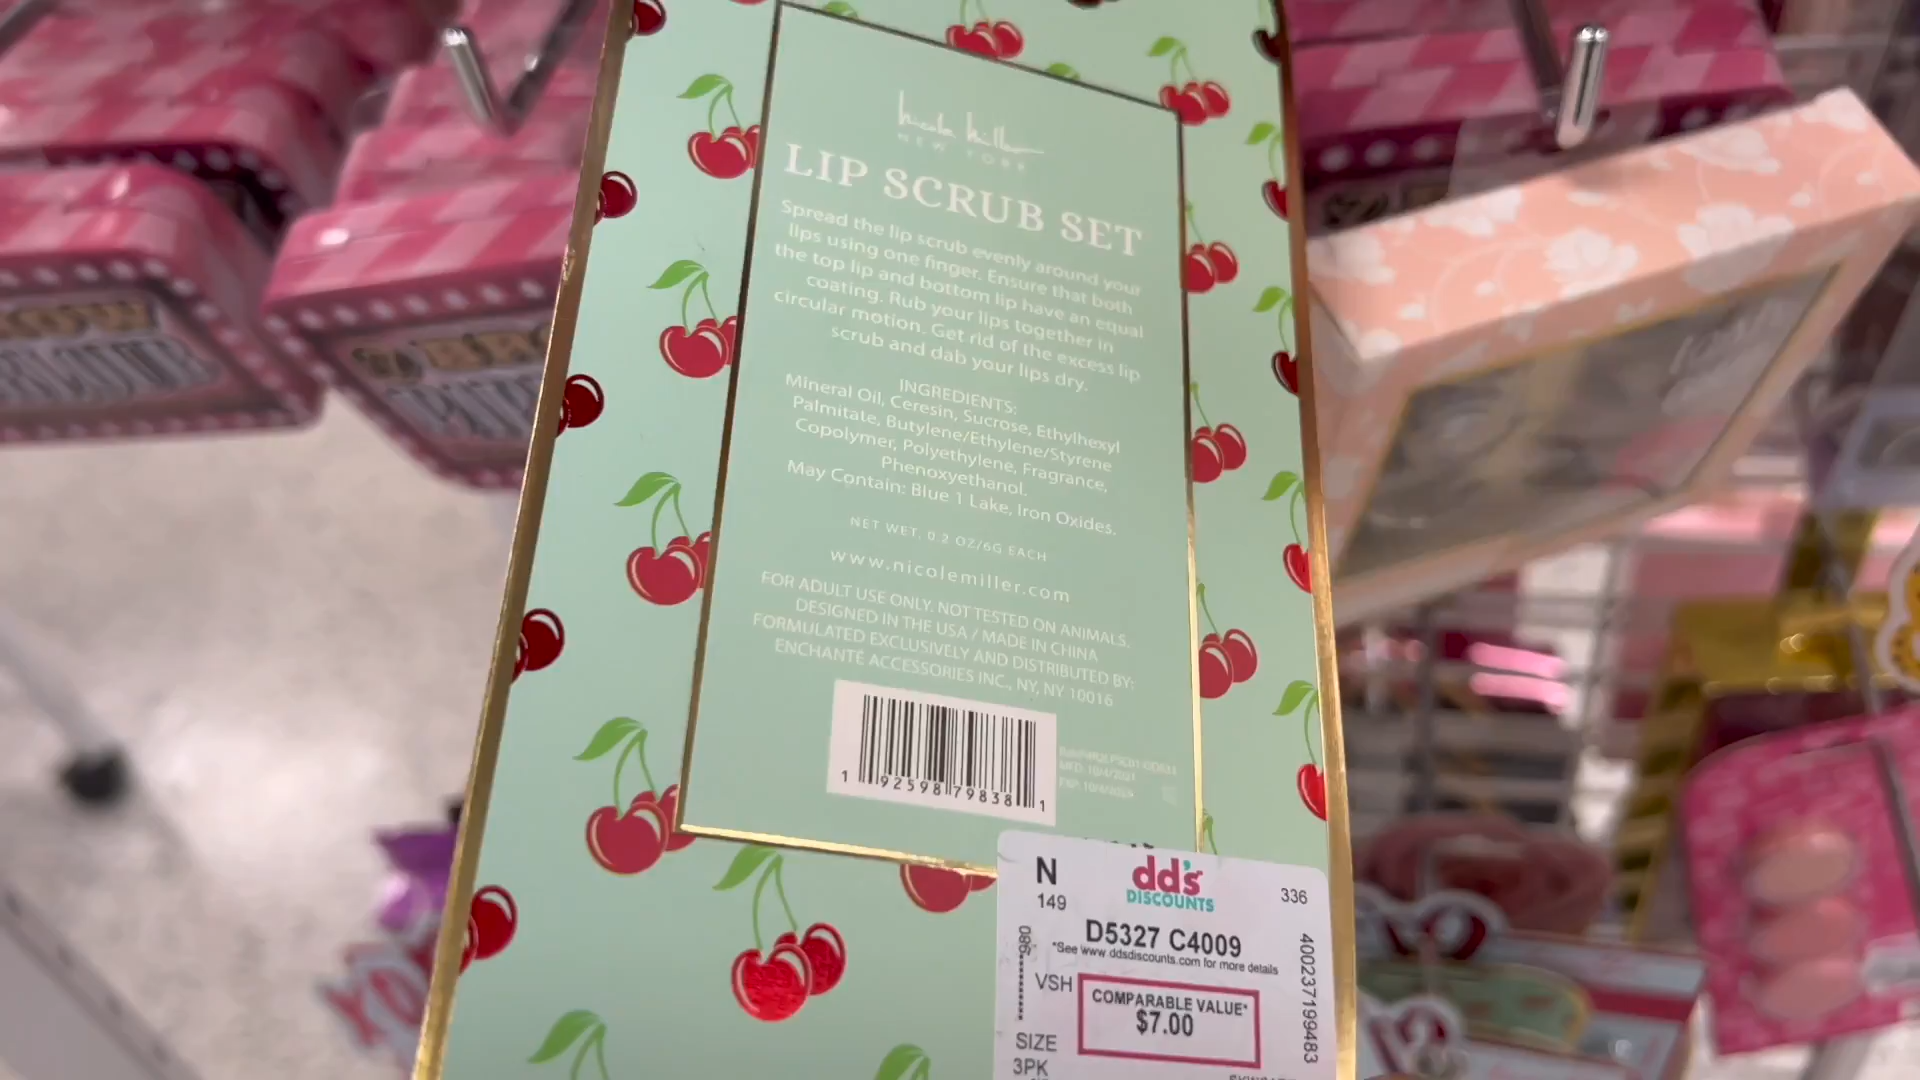 nicole miller
NEW YORK
LIP SCRUB SET
Spread the lip scrub evenly around your
lips using one finger. Ensure that both
the top lip and bottom lip have an equal
coating. Rub your lips together in
circular motion. Get rid of the excess lip
scrub and dab your lips dry.
INGREDIENTS:
Mineral Oil, Ceresin, Sucrose, Ethylhexyl
Palmitate, Butylene/Ethylene/Styrene
Copolymer, Polyethylene, Fragrance,
Phenoxyethanol.
May Contain: Blue 1 Lake, Iron Oxides.
NET WET. 0.2 OZ/6G EACH
www.nicolemiller.com
FOR ADULT USE ONLY. NOT TESTED ON ANIMALS.
DESIGNED IN THE USA / MADE IN CHINA
FORMULATED EXCLUSIVELY AND DISTRIBUTED BY:
ENCHANTÉ ACCESSORIES INC., NY, NY 10016
1 92598 79838 1
N
149
dd's
DISCOUNTS
336
D5327 C4009
*See www.ddsdiscounts.com for more details
VSH
COMPARABLE VALUE*
$7.00
SIZE
3PK
400237199483